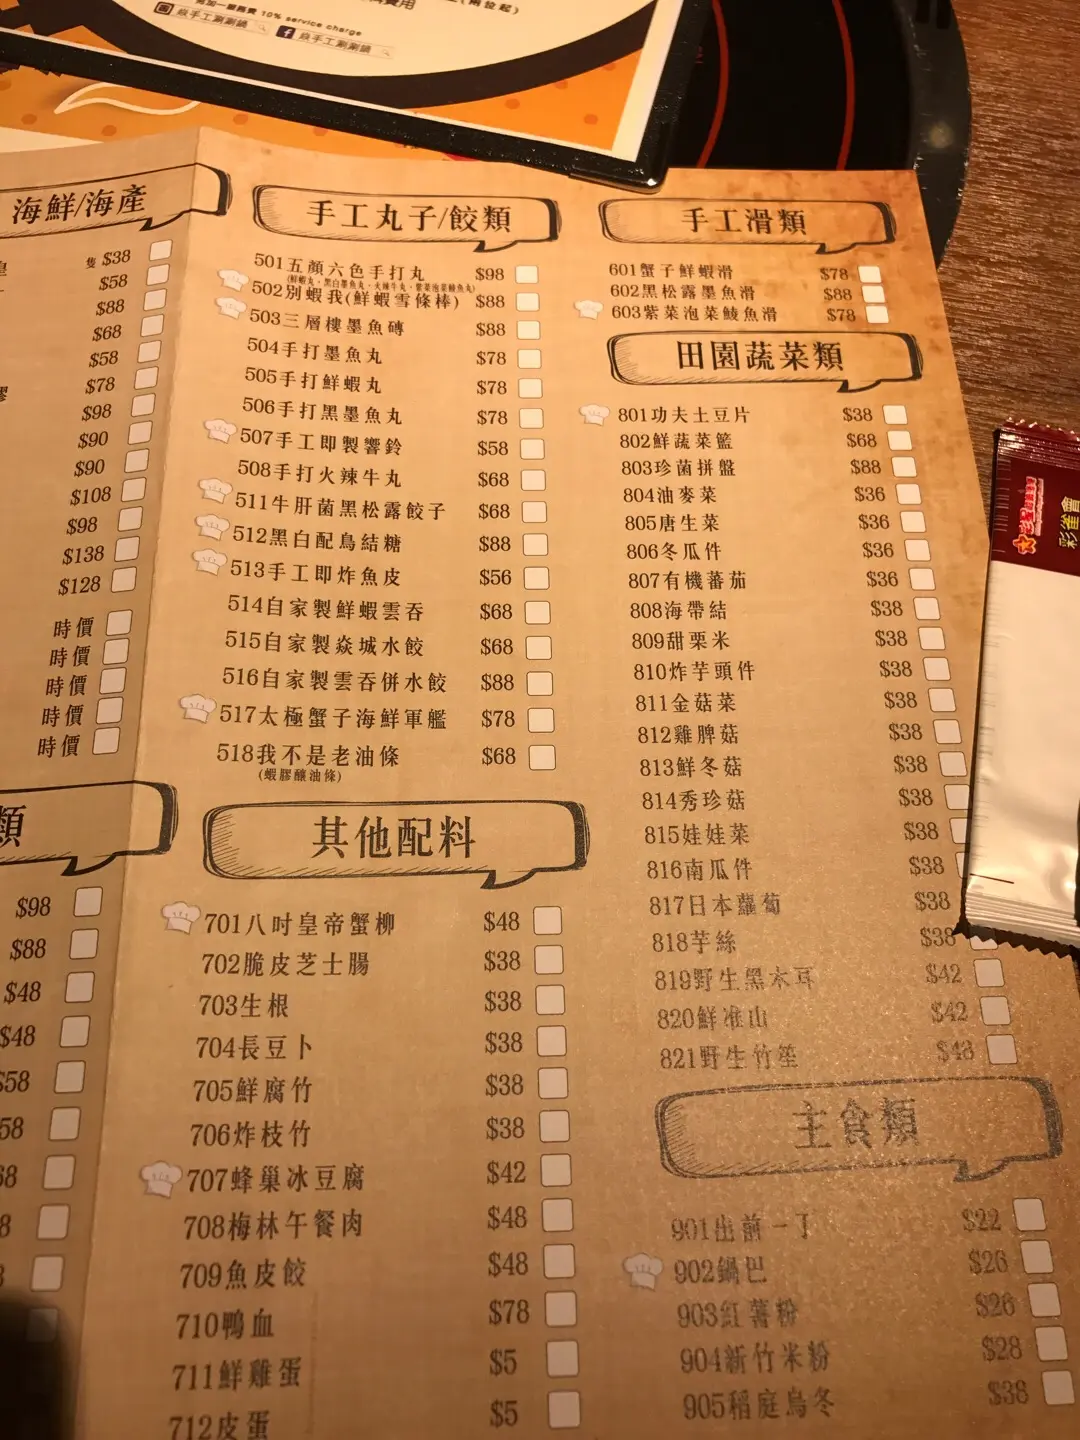 另加一服務費 10% service charge
海鮮/海產
隻 $38
$58
$88
$68
$58
$78
$98
$90
$90
$108
$98
$138
$128
時價
時價
時價
時價
時價
類
$98
$88
$48
$48
手工丸子/餃類
501五顏六色手打丸 $98
502別蝦我(鮮蝦雪條棒) $88
503三層樓墨魚磚 $88
504手打墨魚丸 $78
505手打鮮蝦丸 $78
506手打黑墨魚丸 $78
507手工即製響鈴 $58
508手打火辣牛丸 $68
511牛肝菌黑松露餃子 $68
512黑白配鳥結糖 $88
513手工即炸魚皮 $56
514自家製鮮蝦雲吞 $68
515自家製焱城水餃 $68
516自家製雲吞併水餃 $88
517太極蟹子海鮮軍艦 $78
518我不是老油條 $68
(蝦膠釀油條)
其他配料
701八吋皇帝蟹柳 $48
702脆皮芝士腸 $38
703生根 $38
704長豆卜 $38
705鮮腐竹 $38
706炸枝竹 $38
707蜂巢冰豆腐 $42
708梅林午餐肉 $48
709魚皮餃 $48
710鴨血 $78
711鮮雞蛋 $5
712皮蛋 $5
手工滑類
601蟹子鮮蝦滑 $78
602黑松露墨魚滑 $88
603紫菜泡菜鯪魚滑 $78
田園蔬菜類
801功夫土豆片 $38
802鮮蔬菜籃 $68
803珍菌拼盤 $88
804油麥菜 $36
805唐生菜 $36
806冬瓜件 $36
807有機蕃茄 $36
808海帶結 $38
809甜粟米 $38
810炸芋頭件 $38
811金菇菜 $38
812雞脾菇 $38
813鮮冬菇 $38
814秀珍菇 $38
815娃娃菜 $38
816南瓜件 $38
817日本蘿蔔 $38
818芋絲 $38
819野生黑木耳 $42
820鮮准山 $42
821野生竹笙 $48
主食類
901出前一丁 $22
902鍋巴 $26
903紅薯粉 $26
904新竹米粉 $28
905稻庭烏冬 $38
彩雀會